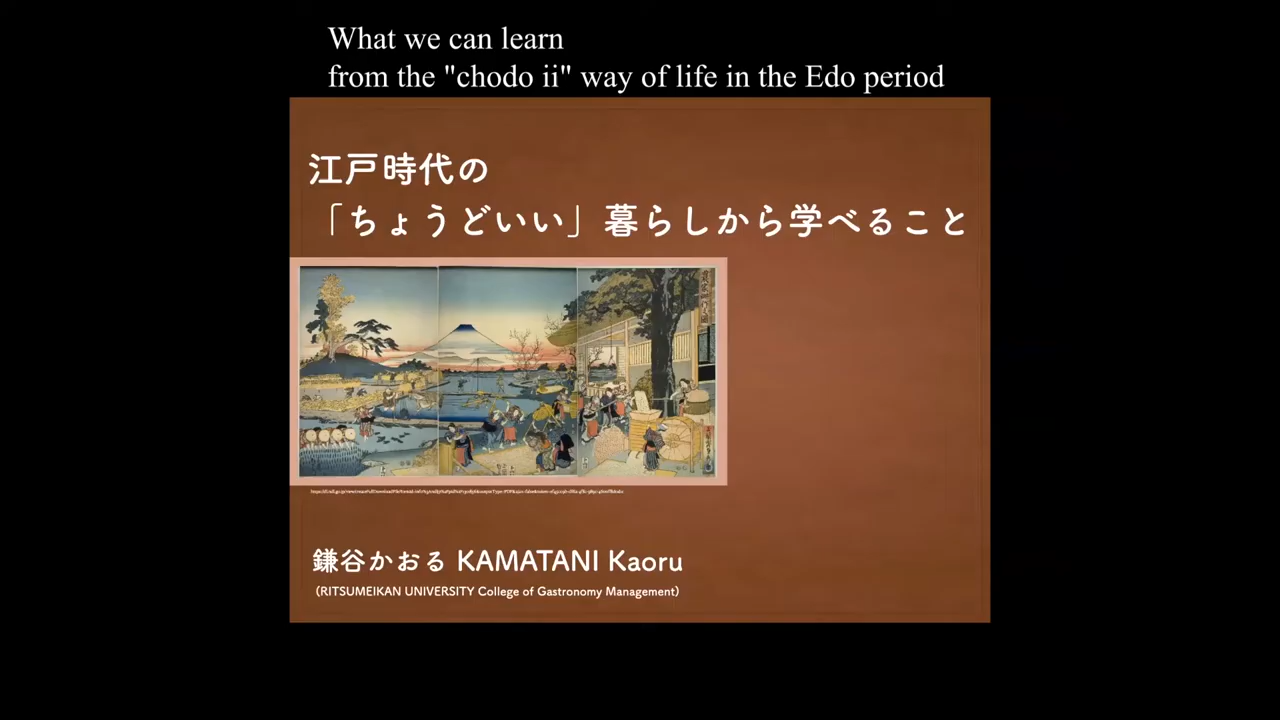 What we can learn
from the "chodo ii" way of life in the Edo period
江戸時代の
「ちょうどいい」暮らしから学べること
鎌谷かおる KAMATANI Kaoru
(RITSUMEIKAN UNIVERSITY College of Gastronomy Management)